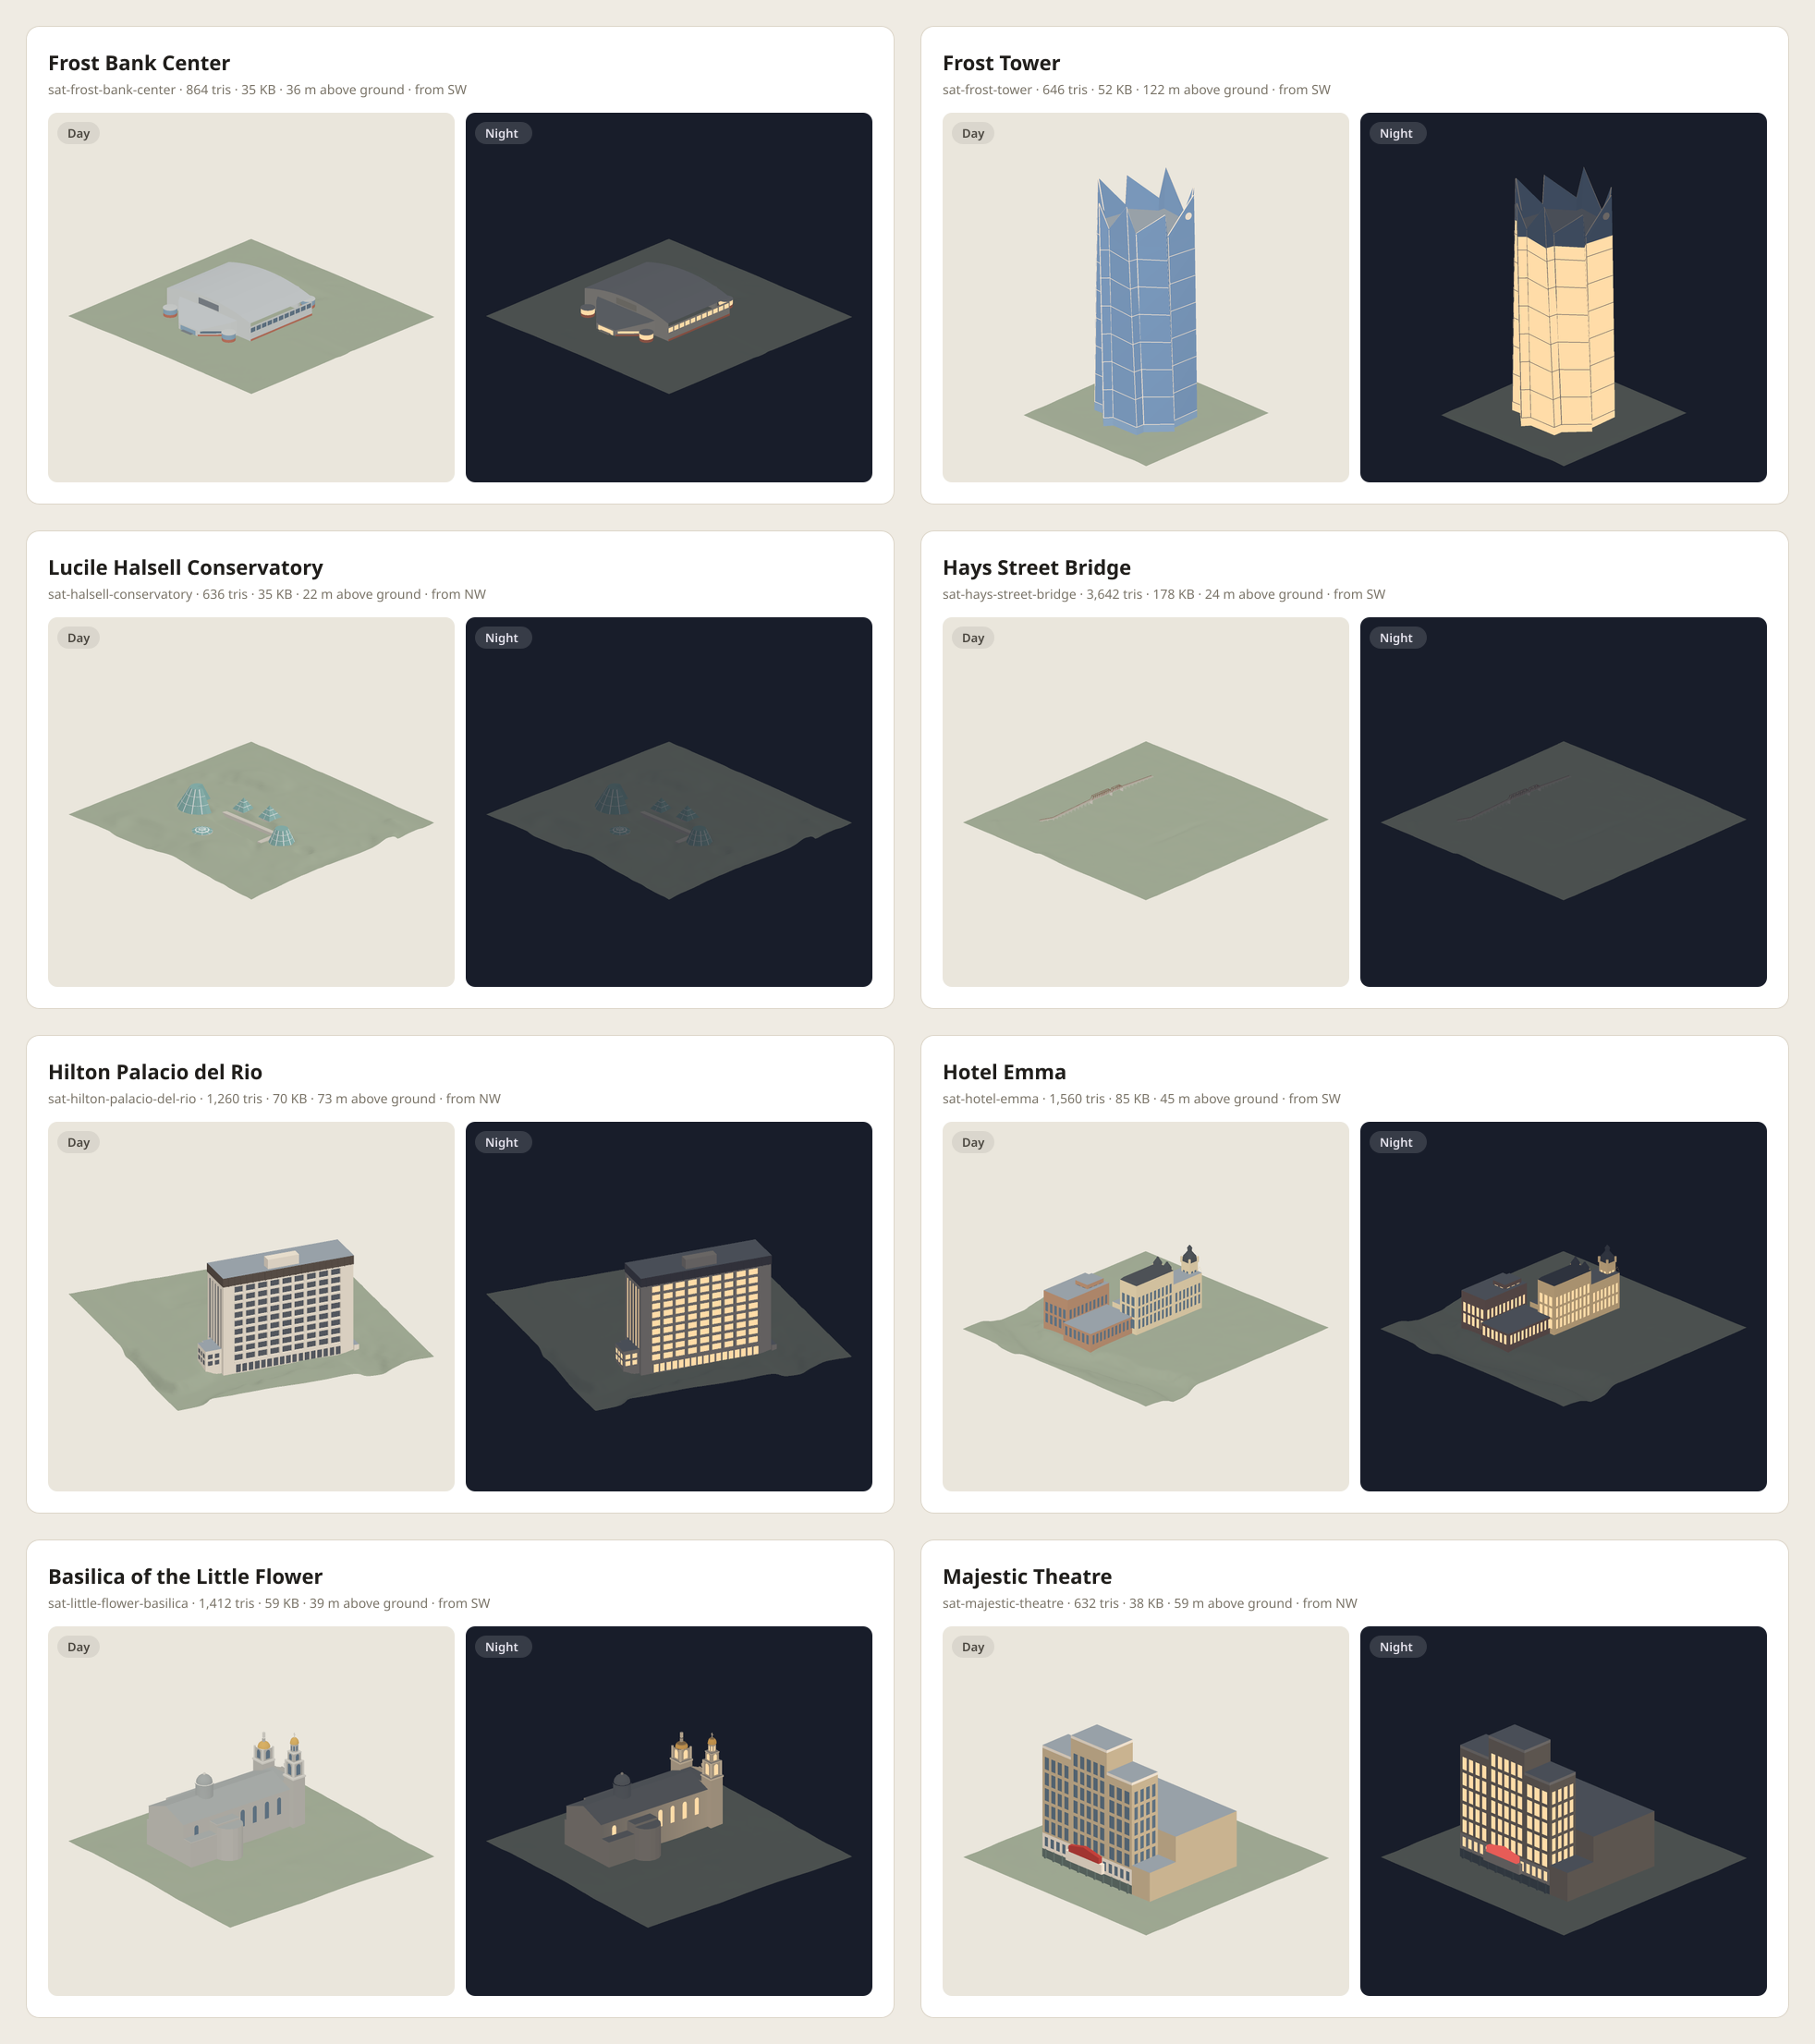 Frost Bank Center
sat-frost-bank-center · 864 tris · 35 KB · 36 m above ground · from SW
Day
Night
Frost Tower
sat-frost-tower · 646 tris · 52 KB · 122 m above ground · from SW
Day
Night
Lucile Halsell Conservatory
sat-halsell-conservatory · 636 tris · 35 KB · 22 m above ground · from NW
Day
Night
Hays Street Bridge
sat-hays-street-bridge · 3,642 tris · 178 KB · 24 m above ground · from SW
Day
Night
Hilton Palacio del Rio
sat-hilton-palacio-del-rio · 1,260 tris · 70 KB · 73 m above ground · from NW
Day
Night
Hotel Emma
sat-hotel-emma · 1,560 tris · 85 KB · 45 m above ground · from SW
Day
Night
Basilica of the Little Flower
sat-little-flower-basilica · 1,412 tris · 59 KB · 39 m above ground · from SW
Day
Night
Majestic Theatre
sat-majestic-theatre · 632 tris · 38 KB · 59 m above ground · from NW
Day
Night